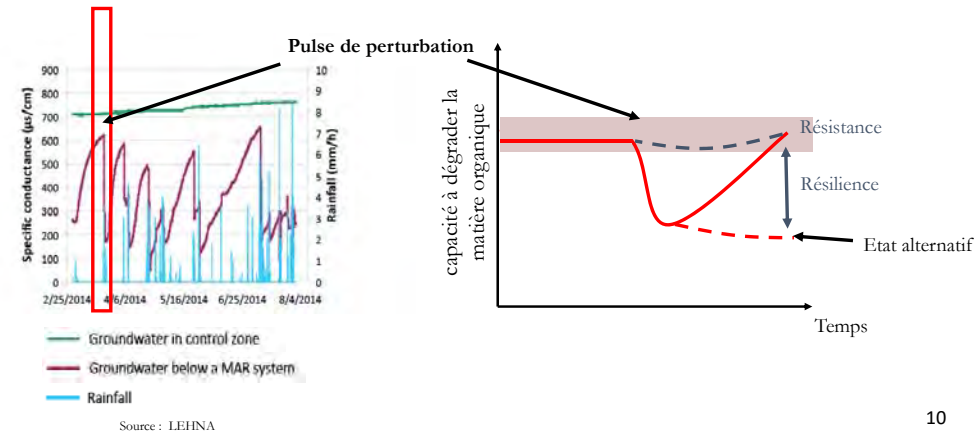 Pulse de perturbation
900
800
700
600
500
400
300
200
100
0
Specific conductance (µs/cm)
10
9
8
7
6
5
4
3
2
1
0
Rainfall (mm/h)
2/25/2014 4/6/2014 5/16/2014 6/25/2014 8/4/2014
Groundwater in control zone
Groundwater below a MAR system
Rainfall
Source : LEHNA
capacité à dégrader la
matière organique
Résistance
Résilience
Etat alternatif
Temps
10